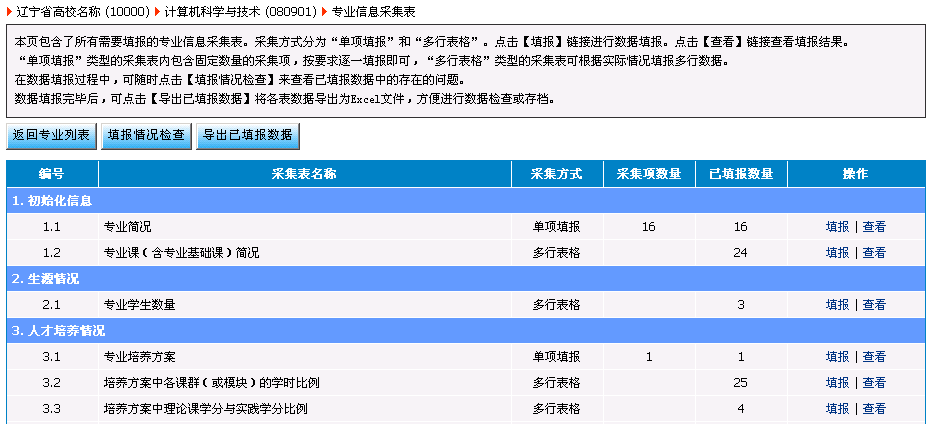 辽宁省高校名称 (10000) 计算机科学与技术 (080901) 专业信息采集表
本页包含了所有需要填报的专业信息采集表。采集方式分为“单项填报”和“多行表格”。点击【填报】链接进行数据填报。点击【查看】链接查看填报结果。
“单项填报”类型的采集表内包含固定数量的采集项，按要求逐一填报即可，“多行表格”类型的采集表可根据实际情况填报多行数据。
在数据填报过程中，可随时点击【填报情况检查】来查看已填报数据中的存在的问题。
数据填报完毕后，可点击【导出已填报数据】将各表数据导出为Excel文件，方便进行数据检查或存档。
返回专业列表 填报情况检查 导出已填报数据
编号 采集表名称 采集方式 采集项数量 已填报数量 操作
1. 初始化信息
1.1 专业简况 单项填报 16 16 填报 | 查看
1.2 专业课（含专业基础课）简况 多行表格 24 填报 | 查看
2. 生源情况
2.1 专业学生数量 多行表格 3 填报 | 查看
3. 人才培养情况
3.1 专业培养方案 单项填报 1 1 填报 | 查看
3.2 培养方案中各课群（或模块）的学时比例 多行表格 25 填报 | 查看
3.3 培养方案中理论课学分与实践学分比例 多行表格 4 填报 | 查看